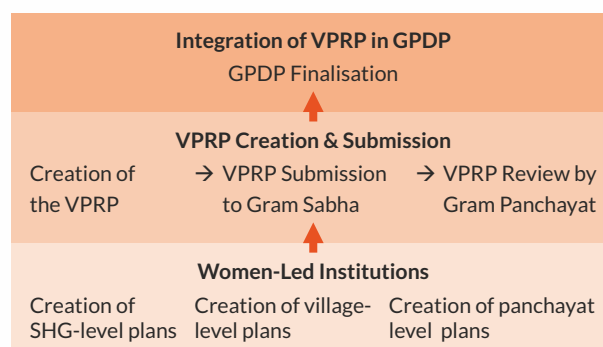 Integration of VPRP in GPDP
GPDP Finalisation
VPRP Creation & Submission
Creation of the VPRP
→ VPRP Submission to Gram Sabha
→ VPRP Review by Gram Panchayat
Women-Led Institutions
Creation of SHG-level plans
Creation of village-level plans
Creation of panchayat level plans